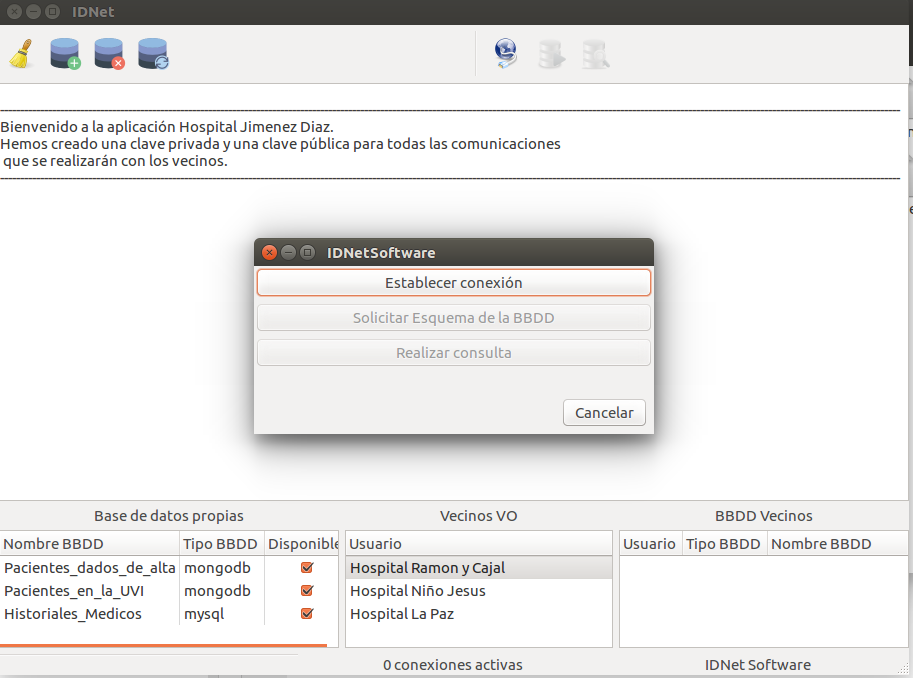 IDNet
Bienvenido a la aplicación Hospital Jimenez Diaz.
Hemos creado una clave privada y una clave pública para todas las comunicaciones
que se realizarán con los vecinos.
IDNetSoftware
Establecer conexión
Solicitar Esquema de la BBDD
Realizar consulta
Cancelar
Base de datos propias
Nombre BBDD Tipo BBDD Disponible
Pacientes_dados_de_alta mongodb
Pacientes_en_la_UVI mongodb
Historiales_Medicos mysql
Vecinos VO
Usuario
Hospital Ramon y Cajal
Hospital Niño Jesus
Hospital La Paz
BBDD Vecinos
Usuario Tipo BBDD Nombre BBDD
0 conexiones activas
IDNet Software